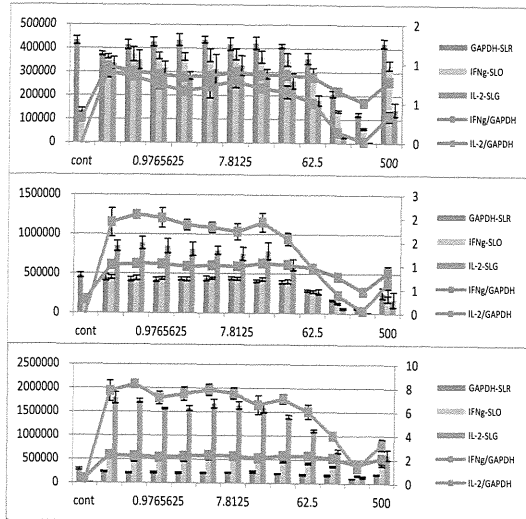 500000
400000
300000
200000
100000
0
2
2
1
1
0
cont 0.9765625 7.8125 62.5 500
GAPDH-SLR
IFNg-SLO
IL-2-SLG
IFNg/GAPDH
IL-2/GAPDH
1500000
1000000
500000
0
3
2
2
1
1
0
0
cont 0.9765625 7.8125 62.5 500
GAPDH-SLR
IFNg-SLO
IL-2-SLG
IFNg/GAPDH
IL-2/GAPDH
2500000
2000000
1500000
1000000
500000
0
10
8
6
4
2
0
cont 0.9765625 7.8125 62.5 500
GAPDH-SLR
IFNg-SLO
IL-2-SLG
IFNg/GAPDH
IL-2/GAPDH